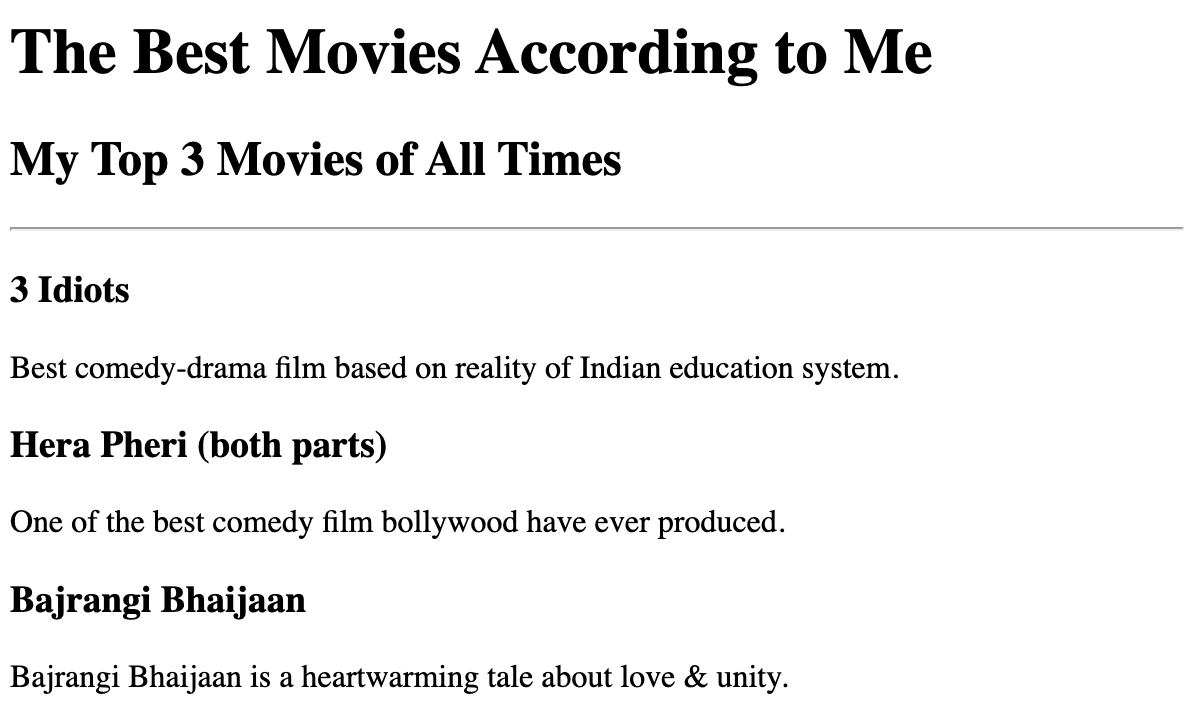 The Best Movies According to Me
My Top 3 Movies of All Times
3 Idiots
Best comedy-drama film based on reality of Indian education system.
Hera Pheri (both parts)
One of the best comedy film bollywood have ever produced.
Bajrangi Bhaijaan
Bajrangi Bhaijaan is a heartwarming tale about love & unity.